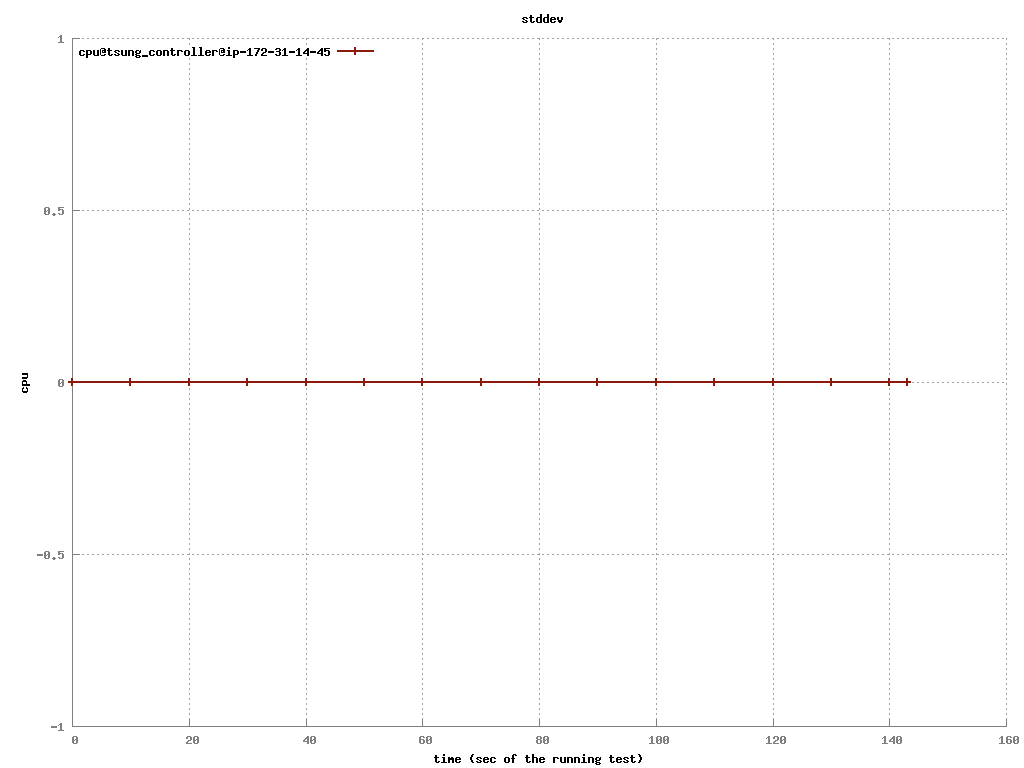 stddev
cpu@tsung_controller@ip-172-31-14-45
1
0.5
0
-0.5
-1
cpu
0 20 40 60 80 100 120 140 160
time (sec of the running test)